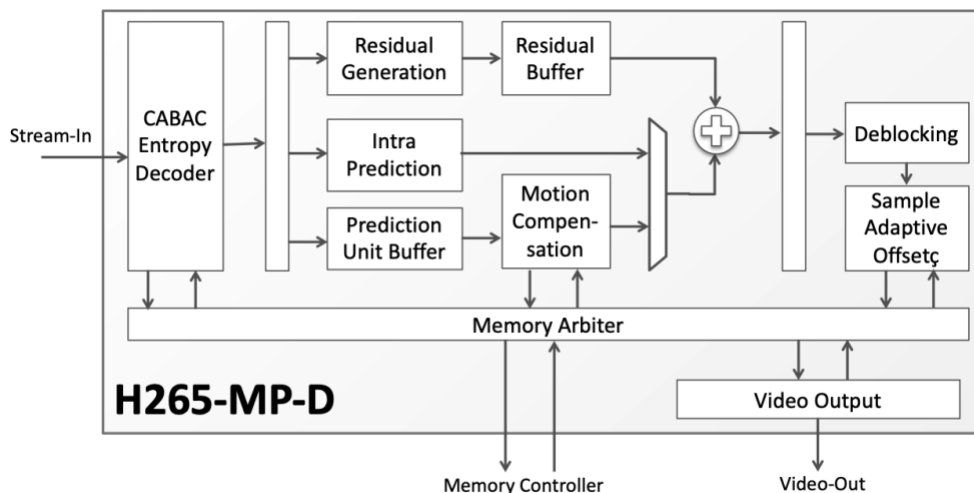 Stream-In
CABAC
Entropy
Decoder
Residual
Generation
Residual
Buffer
Intra
Prediction
Prediction
Unit Buffer
Motion
Compen-
sation
Deblocking
Sample
Adaptive
Offsetç
Memory Arbiter
H265-MP-D
Video Output
Memory Controller
Video-Out